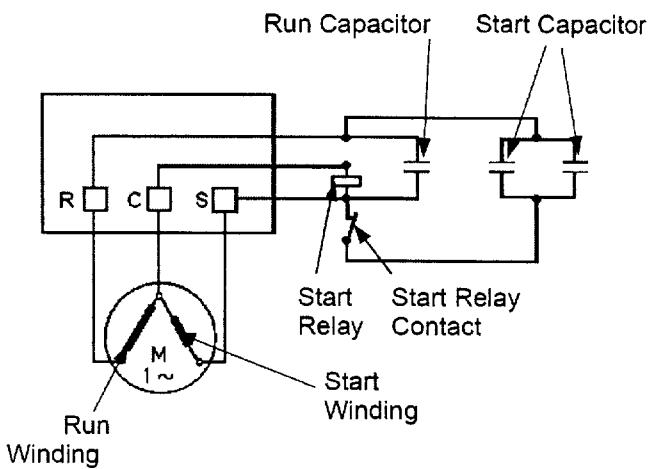 Run Capacitor
Start Capacitor
R
C
S
Start
Relay
Start Relay
Contact
M
1~
Start
Winding
Run
Winding